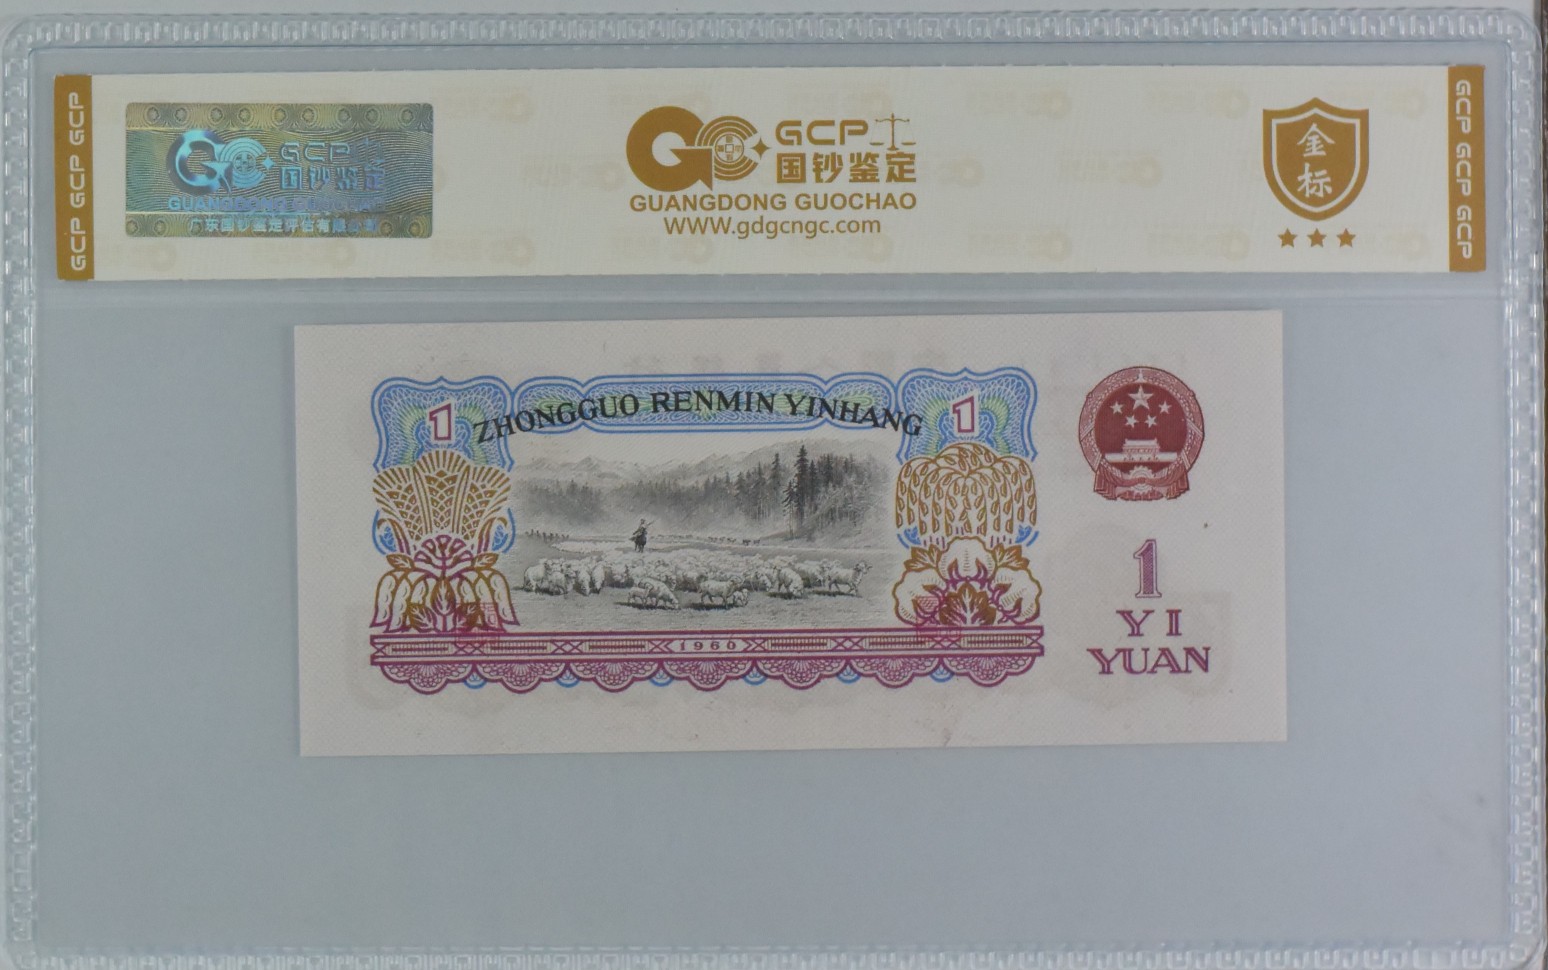 GCP GCP GCP
GC GCP
国钞鉴定
GUANGDONG GUOCHAO
广东国钞鉴定评估有限公司
GC GCP
国钞鉴定
GUANGDONG GUOCHAO
WWW.gdgcngc.com
金标
GCP GCP GCP
1 ZHONGGUO RENMIN YINHANG 1
1960
1
YI
YUAN